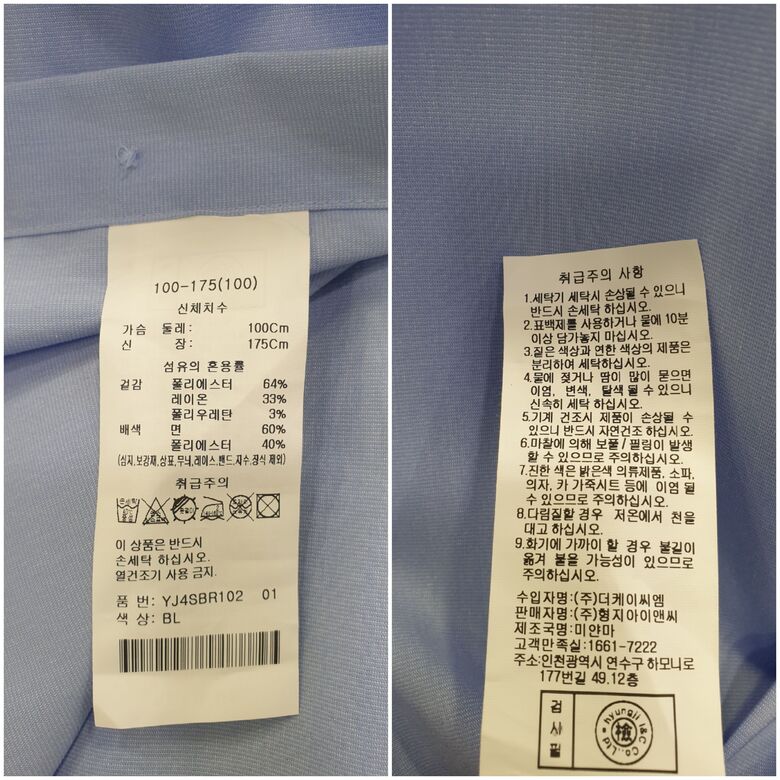 100-175(100)
신체치수
가슴 둘레: 100Cm
신 장: 175Cm
섬유의 혼용률
겉감 폴리에스터 64%
레이온 33%
폴리우레탄 3%
배색 면 60%
폴리에스터 40%
(심지,보강재,상표,무늬,레이스,밴드,자수,장식 제외)
취급주의
이 상품은 반드시
손세탁 하십시오.
열건조기 사용 금지.
품 번: YJ4SBR102 01
색 상: BL
취급주의 사항
1.세탁기 세탁시 손상될 수 있으니
반드시 손세탁 하십시오.
2.표백제를 사용하거나 물에 10분
이상 담가놓지 마십시오.
3.짙은 색상과 연한 색상의 제품은
분리하여 세탁하십시오.
4.물에 젖거나 땀이 많이 묻으면
이염, 변색, 탈색 될 수 있으니
신속히 세탁 하십시오.
5.기계 건조시 제품이 손상될 수
있으니 반드시 자연건조 하십시오.
6.마찰에 의해 보풀/필링이 발생
할 수 있으므로 주의하십시오.
7.진한 색은 밝은색 의류제품, 소파,
의자, 카 가죽시트 등에 이염 될
수 있으므로 주의하십시오.
8.다림질할 경우 저온에서 천을
대고 하십시오.
9.화기에 가까이 할 경우 불길이
옮겨 붙을 가능성이 있으므로
주의하십시오.
수입자명:(주)더케이씨엠
판매자명:(주)형지아이앤씨
제조국명:미얀마
고객만족실:1661-7222
주소:인천광역시 연수구 하모니로
177번길 49.12층
검사필
hyungji I&C Co.,Ltd.
檢